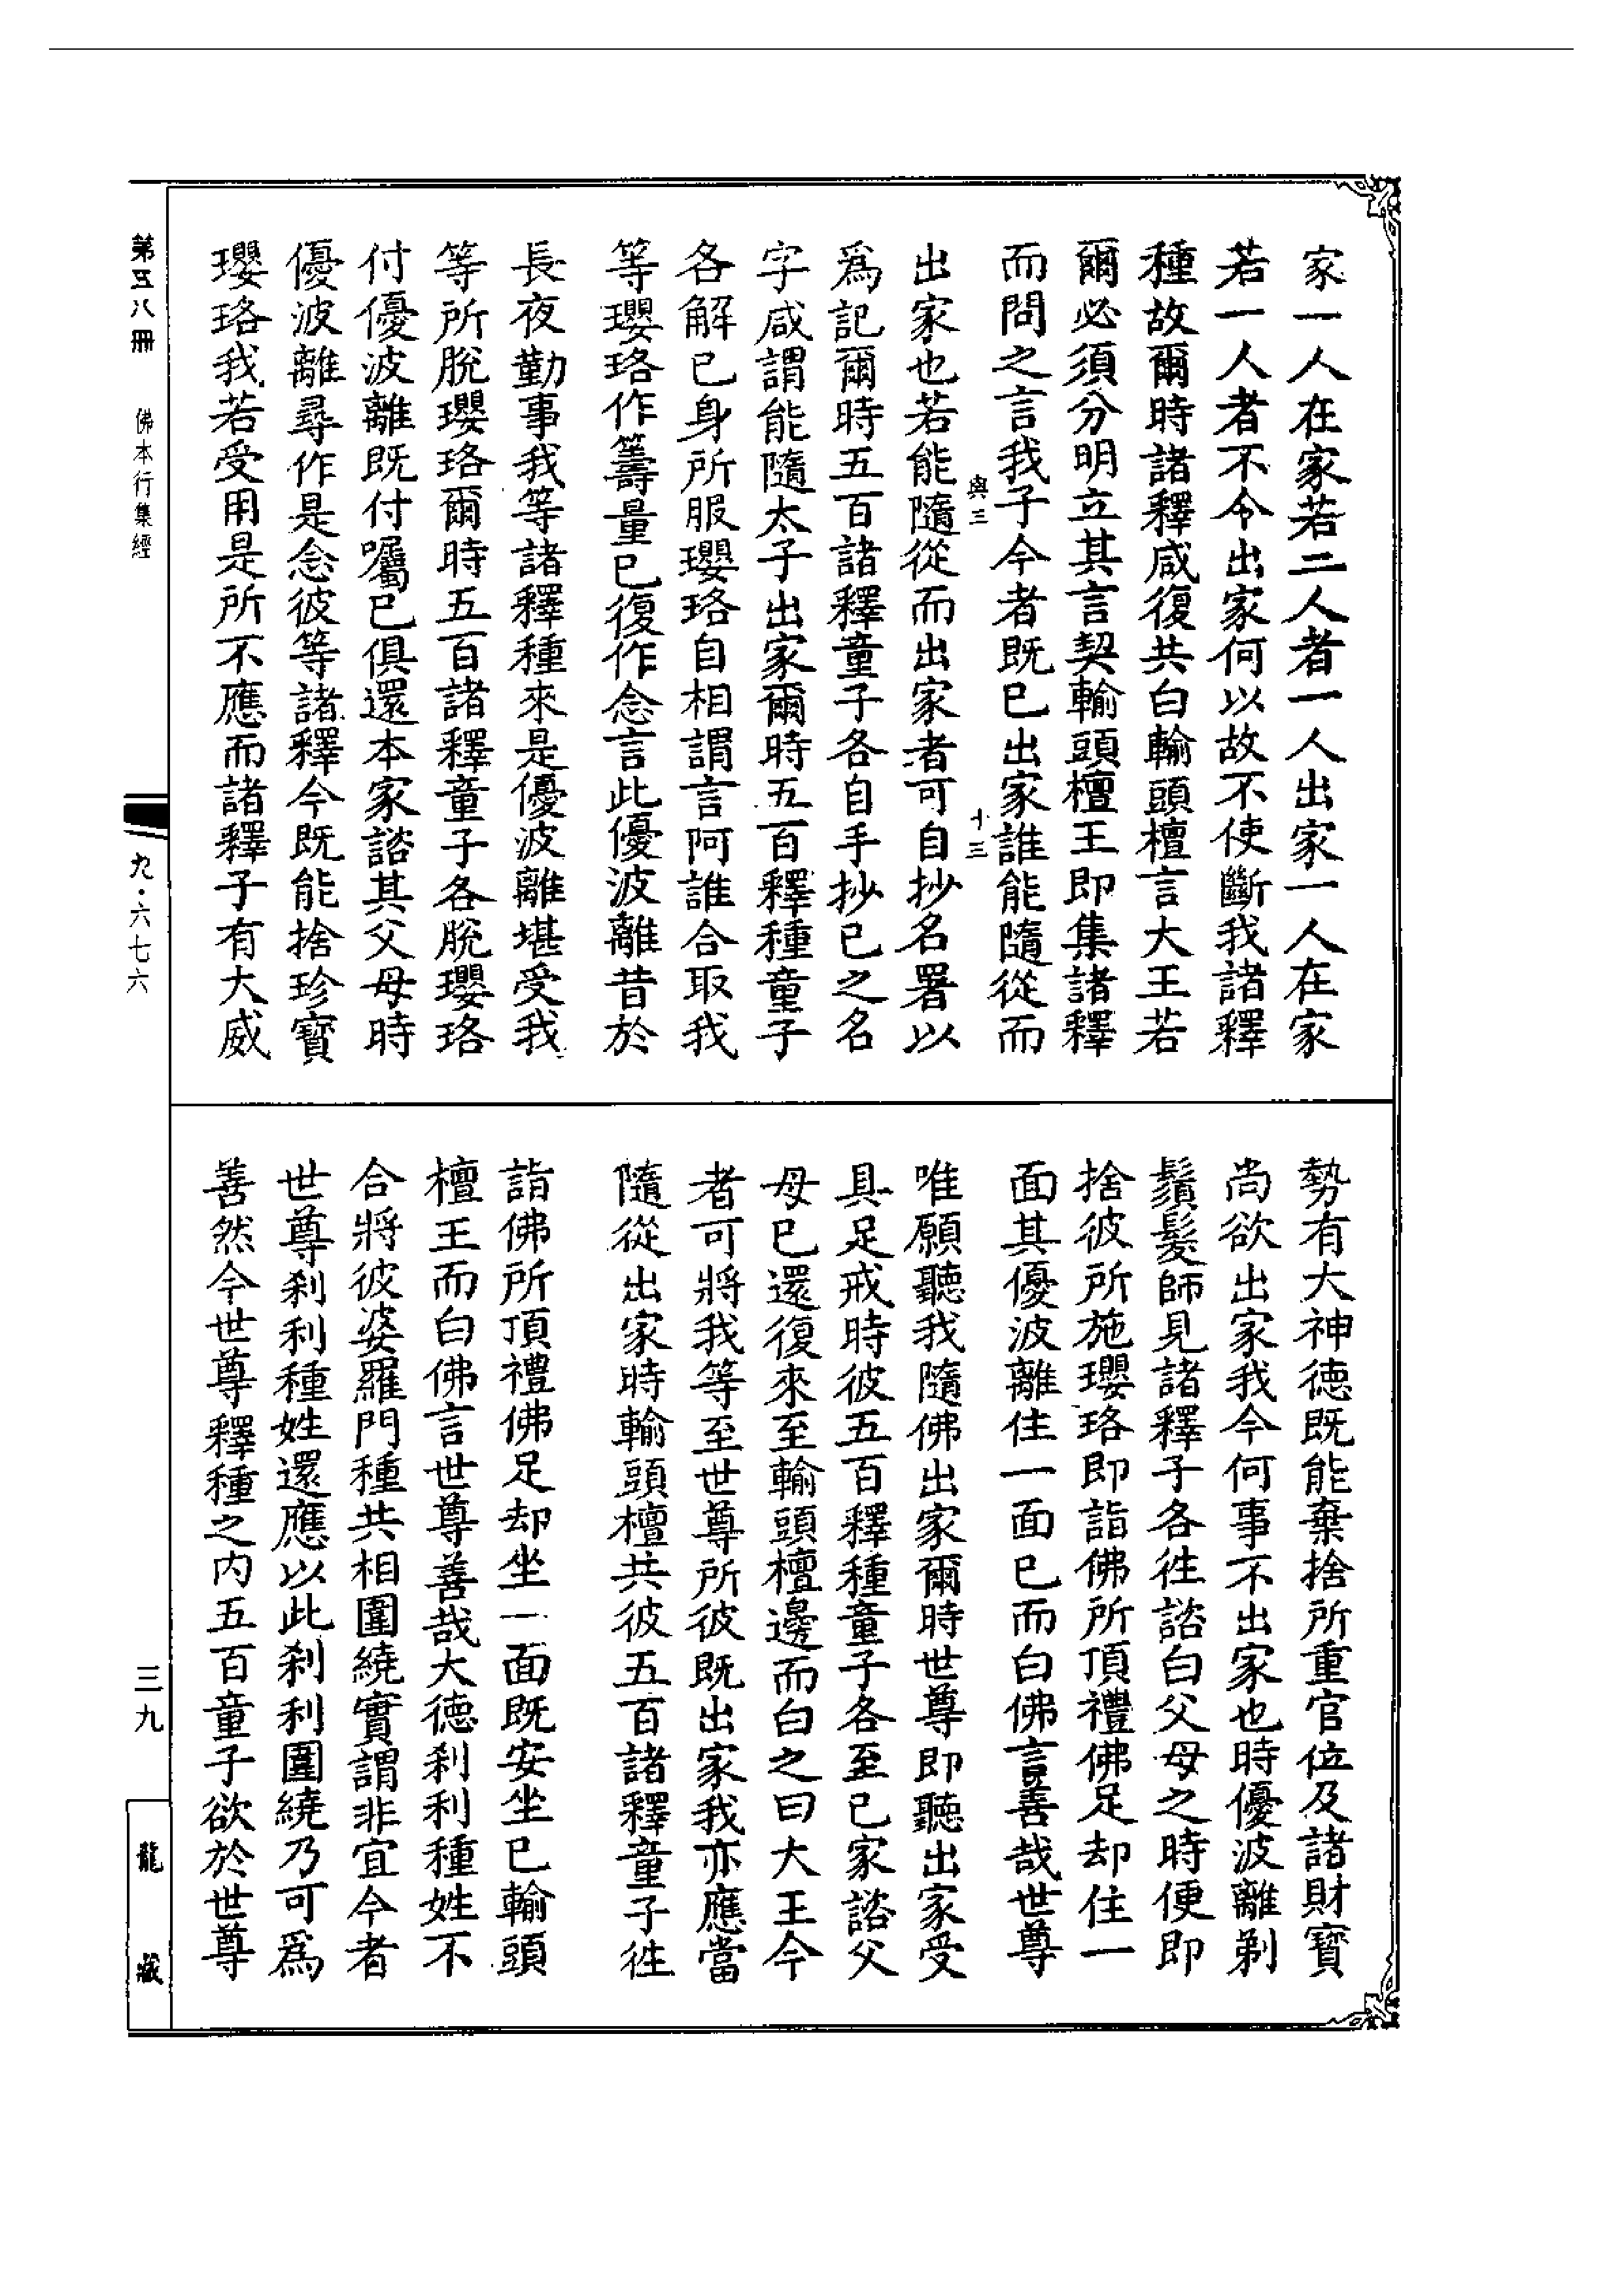 家一人在家若二人者一人出家一人在家
若一人者不令出家何以故不使斷我諸釋
種故爾時諸釋咸復共白輸頭檀言大王若
爾必須分明立其言契輸頭檀王即集諸釋
而問之言我子今者既已出家誰能隨從而
輿三 十三
出家也若能隨從而出家者可自抄名署以
爲記爾時五百諸釋童子各自手抄已之名
字咸謂能隨太子出家爾時五百釋種童子
各解已身所服瓔珞自相謂言阿誰合取我
等瓔珞作籌量已復作念言此優波離昔於
長夜勤事我等諸釋種來是優波離堪受我
等所脫瓔珞爾時五百諸釋童子各脫瓔珞
付優波離既付囑已俱還本家諮其父母時
優波離尋作是念彼等諸釋今既能捨珍寳
瓔珞我若受用是所不應而諸釋子有大威
勢有大神德既能棄捨所重官位及諸財寳
尚欲出家我今何事不出家也時優波離剃
鬚髮師見諸釋子各徃諮白父母之時便即
捨彼所施瓔珞即詣佛所頂禮佛足却住一
面其優波離住一面已而白佛言善哉世尊
唯願聽我隨佛出家爾時世尊即聽出家受
具足戒時彼五百釋種童子各至已家諮父
母已還復來至輸頭檀邊而白之曰大王今
者可將我等至世尊所彼既出家我亦應當
隨從出家時輸頭檀共彼五百諸釋童子徃
詣佛所頂禮佛足却坐一面既安坐已輸頭
檀王而白佛言世尊善哉大德刹利種姓不
合將彼婆羅門種共相圍繞實謂非宜今者
世尊刹利種姓還應以此刹利圍繞乃可爲
善然今世尊釋種之内五百童子欲於世尊
第五八冊 佛本行集經
九·六七六
三九
龍藏